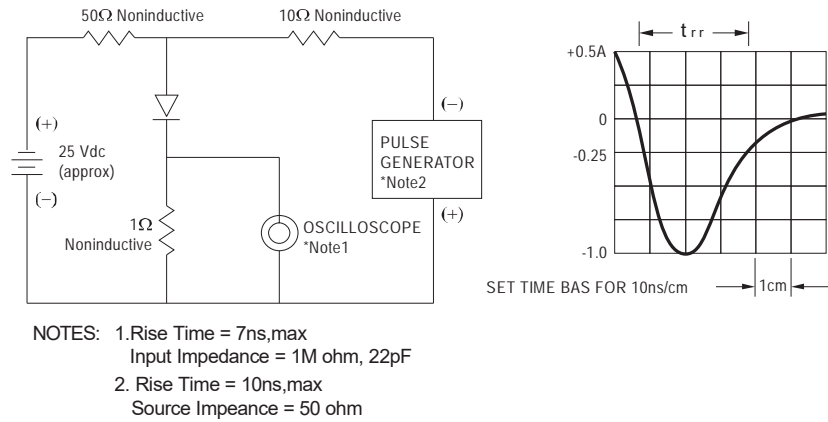 50Ω Noninductive
10Ω Noninductive
(+)
25 Vdc
(approx)
(-)
1Ω
Noninductive
OSCILLOSCOPE
*Note1
(-)
PULSE
GENERATOR
*Note2
(+)
trr
+0.5A
0
-0.25
-1.0
SET TIME BAS FOR 10ns/cm
1cm
NOTES: 1.Rise Time = 7ns,max
Input Impedance = 1M ohm, 22pF
2. Rise Time = 10ns,max
Source Impeance = 50 ohm